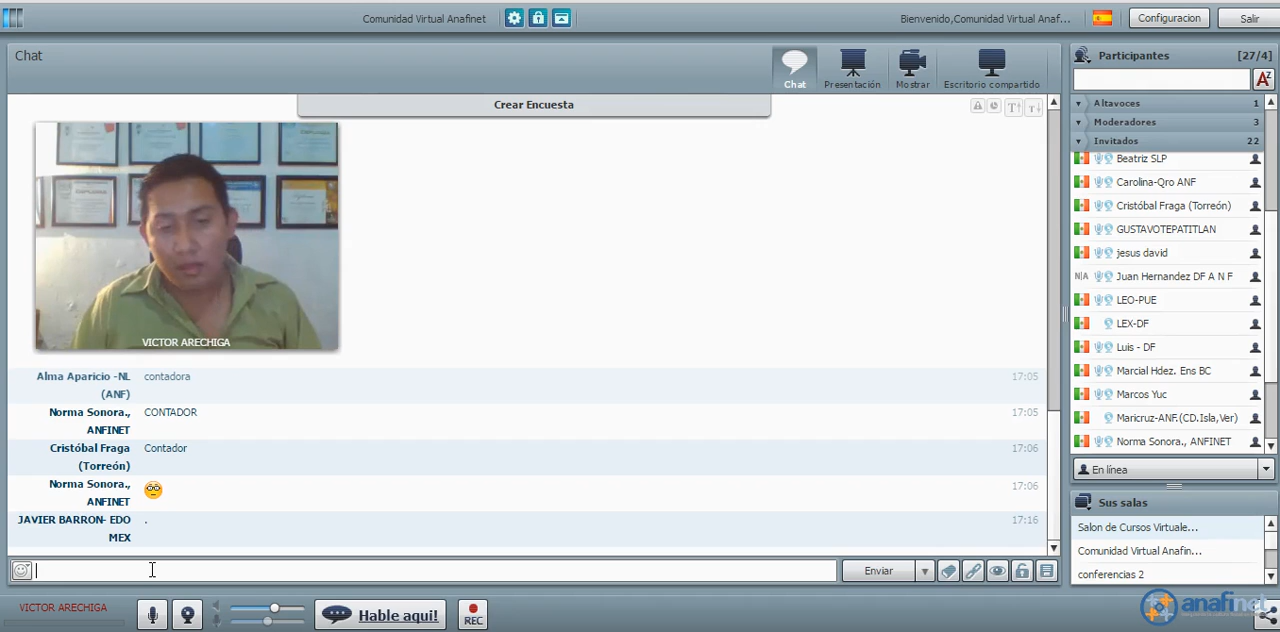 Comunidad Virtual Anafinet
Bienvenido,Comunidad Virtual Anaf...
Configuracion
Salir
Chat
Chat
Presentación
Mostrar
Escritorio compartido
Crear Encuesta
VICTOR ARECHIGA
Alma Aparicio -NL (ANF)
contadora
17:05
Norma Sonora., ANFINET
CONTADOR
17:05
Cristóbal Fraga (Torreón)
Contador
17:06
Norma Sonora., ANFINET
17:06
JAVIER BARRON- EDO MEX
.
17:16
Enviar
VICTOR ARECHIGA
Hable aqui!
REC
Participantes
[27/4]
AZ
Altavoces 1
Moderadores 3
Invitados 22
Beatriz SLP
Carolina-Qro ANF
Cristóbal Fraga (Torreón)
GUSTAVOTEPATITLAN
jesus david
N/A Juan Hernandez DF A N F
LEO-PUE
LEX-DF
Luis - DF
Marcial Hdez. Ens BC
Marcos Yuc
Maricruz-ANF.(CD.Isla,Ver)
Norma Sonora., ANFINET
En línea
Sus salas
Salon de Cursos Virtuale...
Comunidad Virtual Anafin...
conferencias 2
anafinet